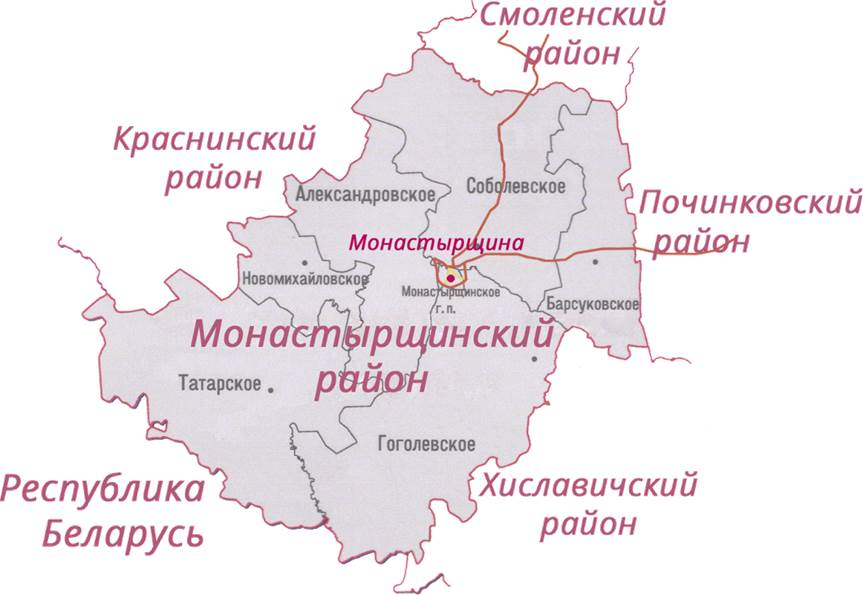 Смоленский
район
Краснинский
район
Александровское
Соболевское
Починковский
район
Монастырщина
Новомихайловское
Монастырщинское
г. п.
Барсуковское
Монастырщинский
район
Татарское
Гоголевское
Республика
Беларусь
Хиславичский
район